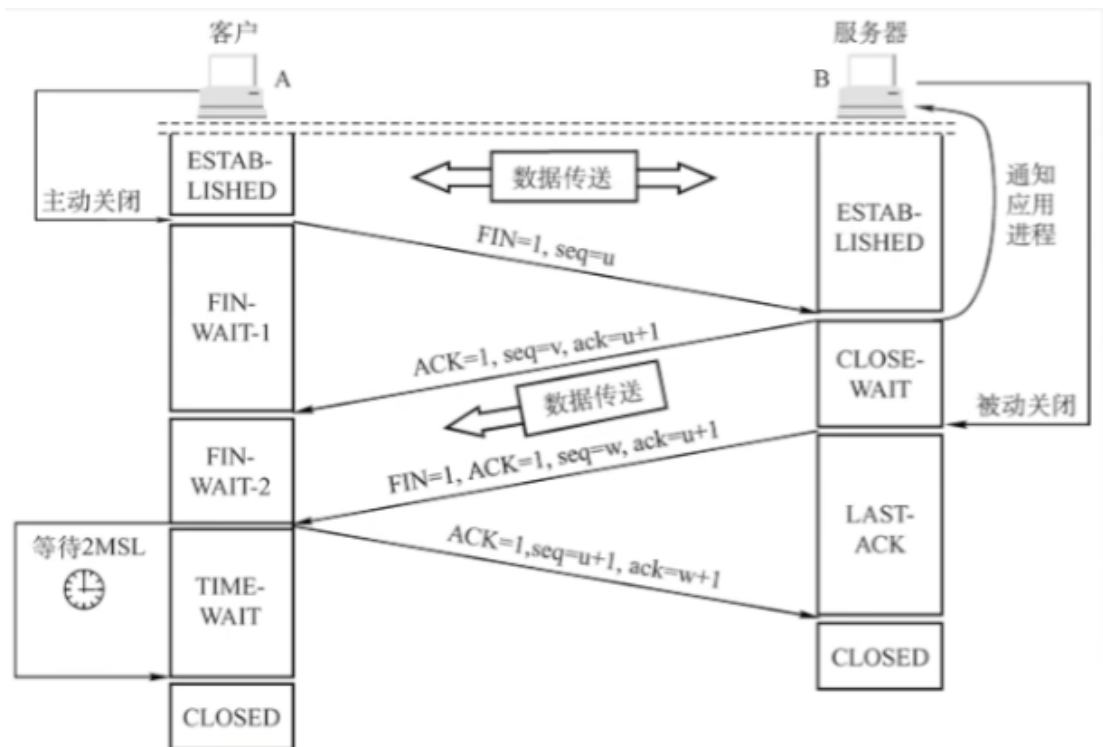 客户
服务器
A
B
ESTAB-
LISHED
数据传送
通知
应用
进程
主动关闭
ESTAB-
LISHED
FIN=1, seq=u
FIN-
WAIT-1
ACK=1, seq=v, ack=u+1
CLOSE-
WAIT
数据传送
被动关闭
FIN-
WAIT-2
FIN=1, ACK=1, seq=w, ack=u+1
LAST-
ACK
等待2MSL
ACK=1,seq=u+1, ack=w+1
TIME-
WAIT
CLOSED
CLOSED